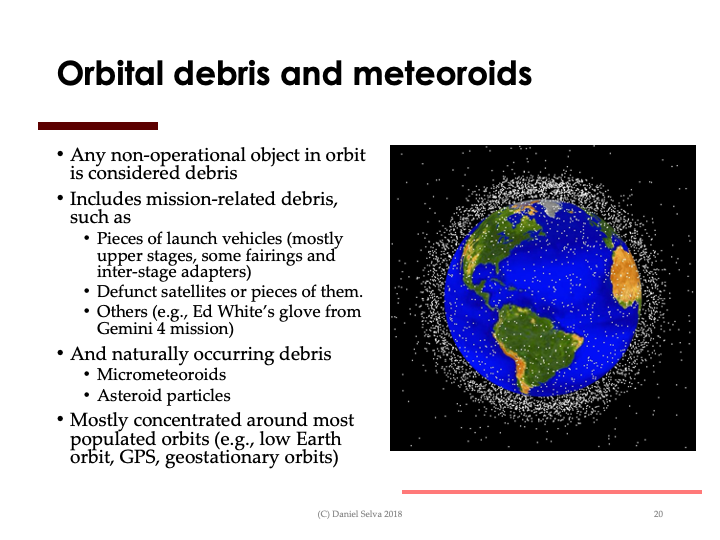 Orbital debris and meteoroids
• Any non-operational object in orbit
is considered debris
• Includes mission-related debris,
such as
• Pieces of launch vehicles (mostly
upper stages, some fairings and
inter-stage adapters)
• Defunct satellites or pieces of them.
• Others (e.g., Ed White’s glove from
Gemini 4 mission)
• And naturally occurring debris
• Micrometeoroids
• Asteroid particles
• Mostly concentrated around most
populated orbits (e.g., low Earth
orbit, GPS, geostationary orbits)
(C) Daniel Selva 2018
20